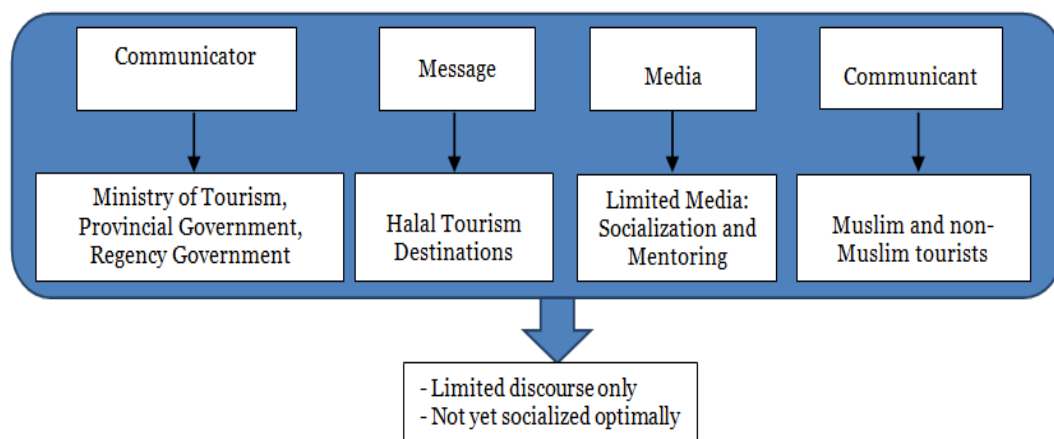 Communicator
Message
Media
Communicant
Ministry of Tourism,
Provincial Government,
Regency Government
Halal Tourism
Destinations
Limited Media:
Socialization and
Mentoring
Muslim and non-
Muslim tourists
- Limited discourse only
- Not yet socialized optimally